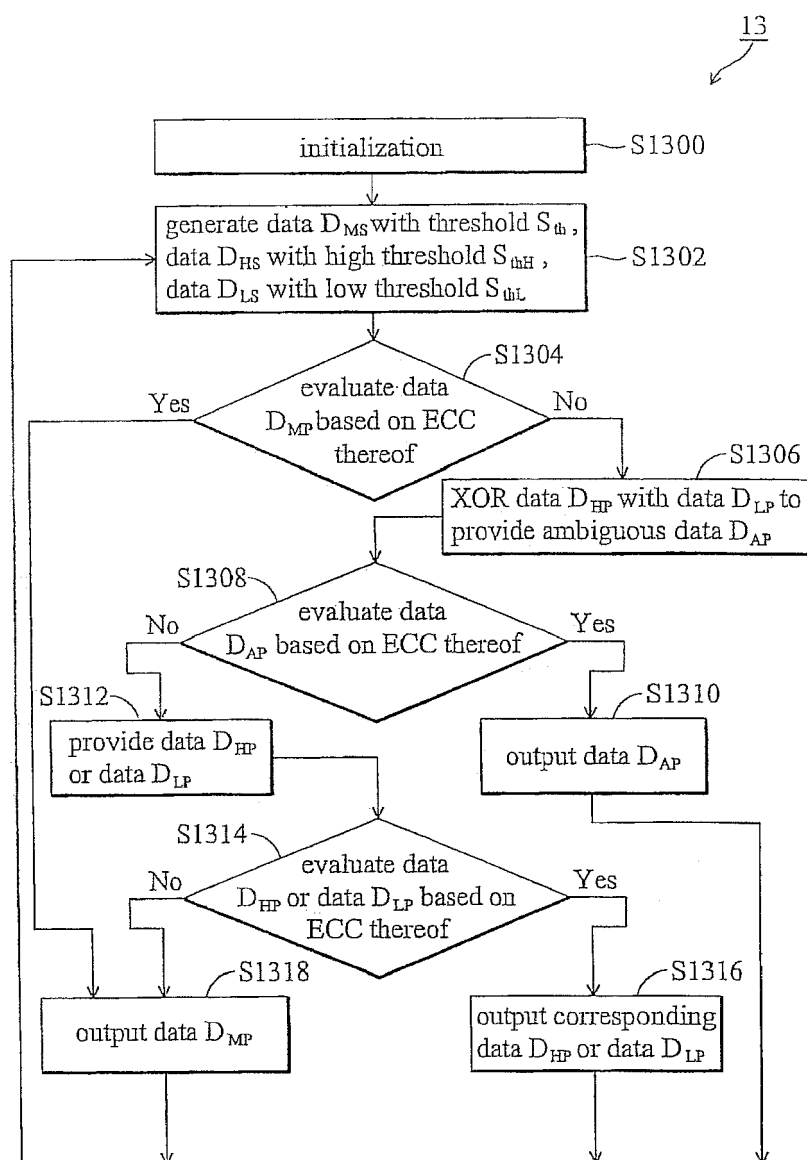 13
initialization
S1300
generate data D_MS with threshold S_th,
data D_HS with high threshold S_thH,
data D_LS with low threshold S_thL
S1302
S1304
Yes
evaluate data
D_MP based on ECC
thereof
No
S1306
XOR data D_HP with data D_LP to
provide ambiguous data D_AP
S1308
No
evaluate data
D_AP based on ECC thereof
Yes
S1312
provide data D_HP
or data D_LP
S1310
output data D_AP
S1314
No
evaluate data
D_HP or data D_LP based on
ECC thereof
Yes
S1318
output data D_MP
S1316
output corresponding
data D_HP or data D_LP